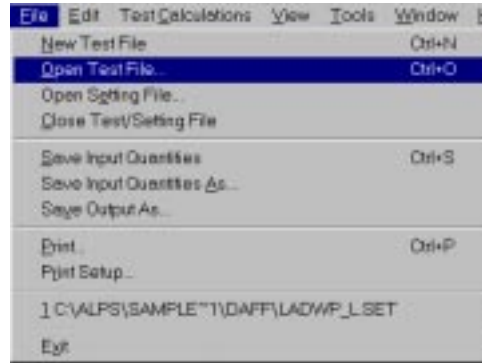 File Edit Test Calculations View Tools Window
New Test File Ctrl+N
Open Test File... Ctrl+O
Open Setting File...
Close Test/Setting File
Save Input Quantities Ctrl+S
Save Input Quantities As...
Save Output As...
Print... Ctrl+P
Print Setup...
1 C:\ALPS\SAMPLE~1\DAFF\LADWP_L.SET
Exit